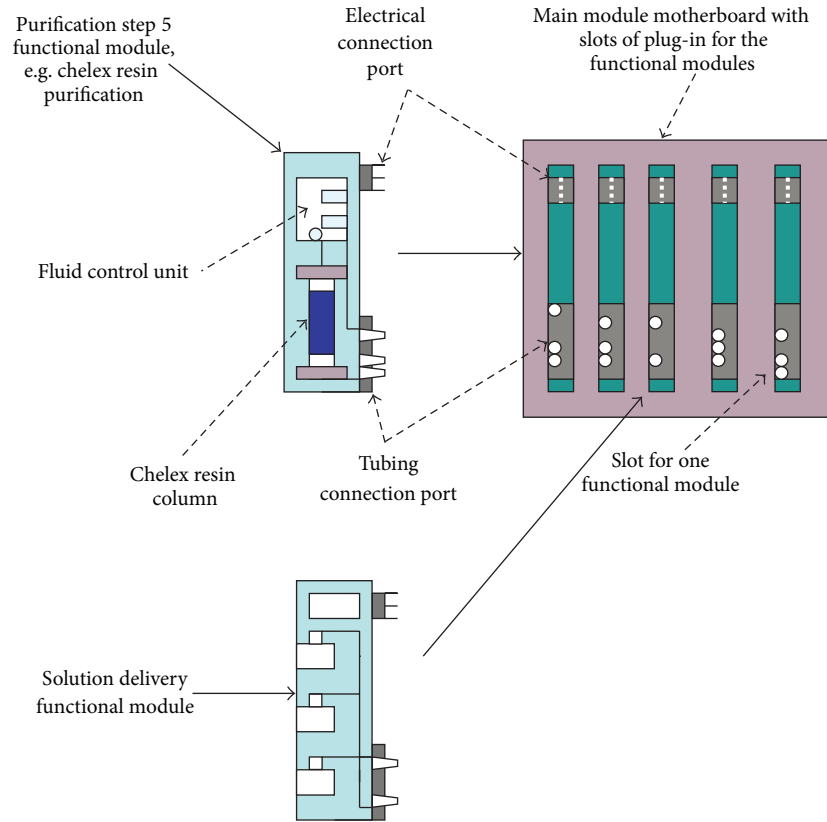 Purification step 5
functional module,
e.g. chelex resin
purification
Electrical
connection
port
Main module motherboard with
slots of plug-in for the
functional modules
Fluid control unit
Chelex resin
column
Tubing
connection port
Slot for one
functional module
Solution delivery
functional module